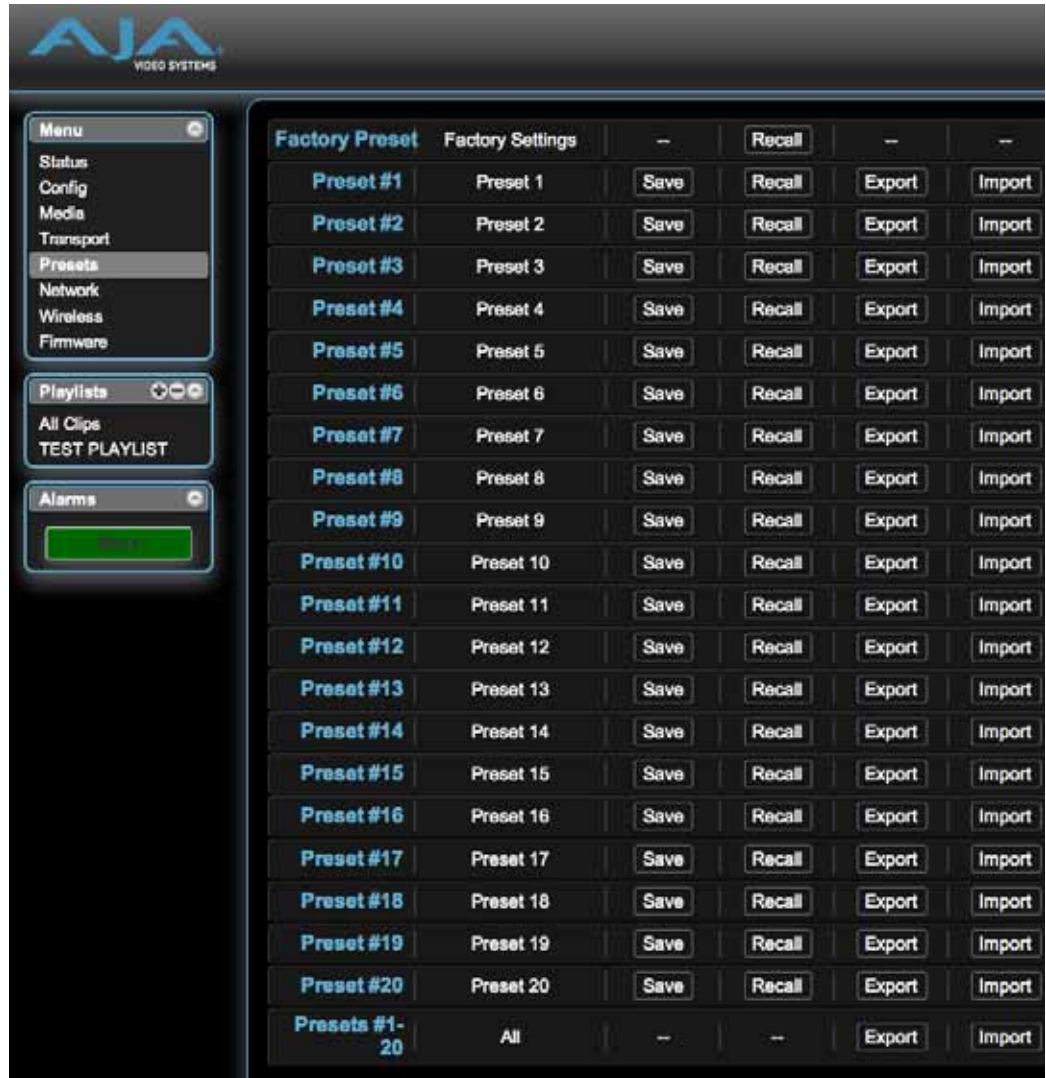 AJA
VIDEO SYSTEMS
Menu
Status
Config
Media
Transport
Presets
Network
Wireless
Firmware
Playlists
All Clips
TEST PLAYLIST
Alarms
Factory Preset Factory Settings -- Recall -- --
Preset #1 Preset 1 Save Recall Export Import
Preset #2 Preset 2 Save Recall Export Import
Preset #3 Preset 3 Save Recall Export Import
Preset #4 Preset 4 Save Recall Export Import
Preset #5 Preset 5 Save Recall Export Import
Preset #6 Preset 6 Save Recall Export Import
Preset #7 Preset 7 Save Recall Export Import
Preset #8 Preset 8 Save Recall Export Import
Preset #9 Preset 9 Save Recall Export Import
Preset #10 Preset 10 Save Recall Export Import
Preset #11 Preset 11 Save Recall Export Import
Preset #12 Preset 12 Save Recall Export Import
Preset #13 Preset 13 Save Recall Export Import
Preset #14 Preset 14 Save Recall Export Import
Preset #15 Preset 15 Save Recall Export Import
Preset #16 Preset 16 Save Recall Export Import
Preset #17 Preset 17 Save Recall Export Import
Preset #18 Preset 18 Save Recall Export Import
Preset #19 Preset 19 Save Recall Export Import
Preset #20 Preset 20 Save Recall Export Import
Presets #1-
20 All -- -- Export Import